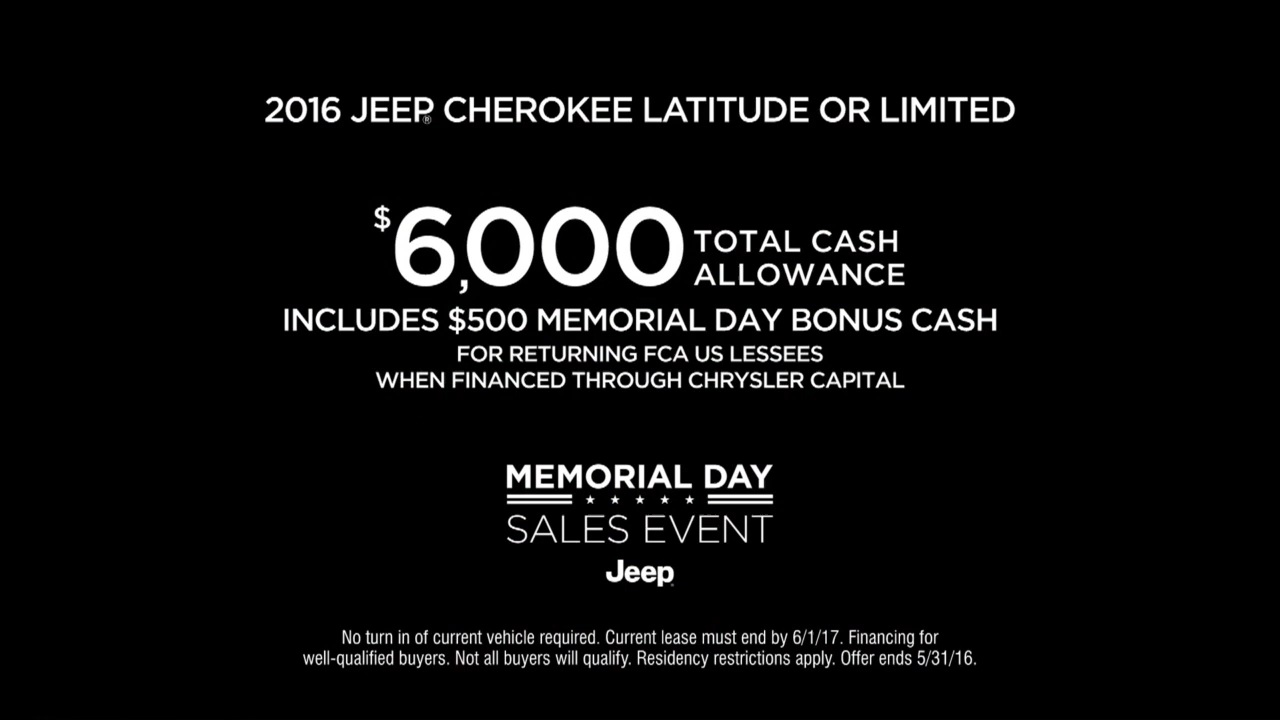 2016 JEEP® CHEROKEE LATITUDE OR LIMITED
$6,000 TOTAL CASH
ALLOWANCE
INCLUDES $500 MEMORIAL DAY BONUS CASH
FOR RETURNING FCA US LESSEES
WHEN FINANCED THROUGH CHRYSLER CAPITAL
MEMORIAL DAY
SALES EVENT
Jeep
No turn in of current vehicle required. Current lease must end by 6/1/17. Financing for
well-qualified buyers. Not all buyers will qualify. Residency restrictions apply. Offer ends 5/31/16.